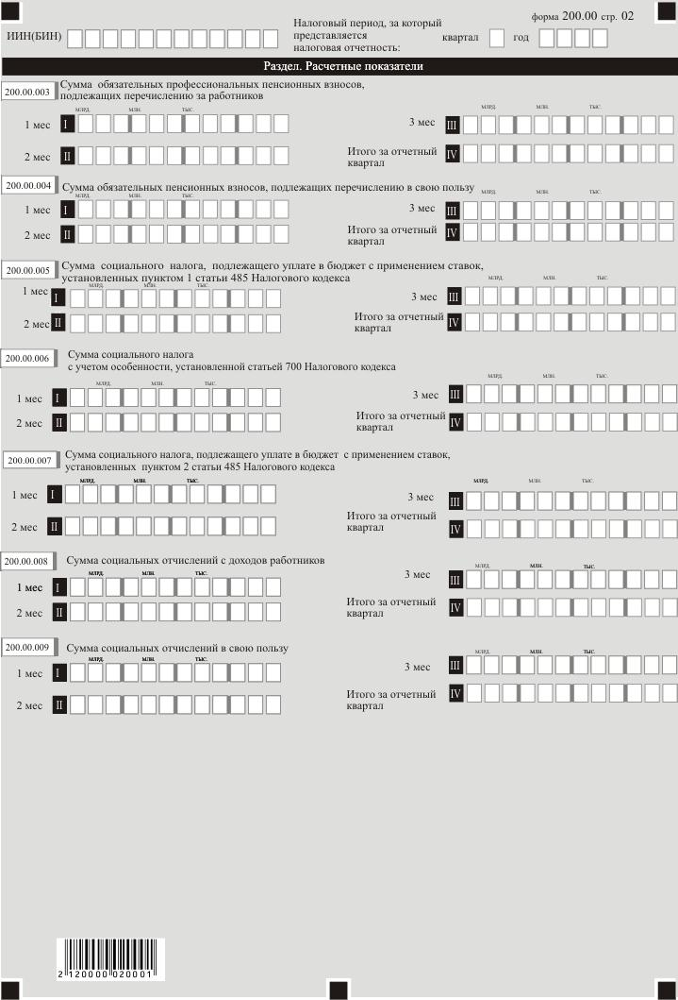 форма 200.00 стр. 02
ИИН(БИН)
Налоговый период, за который
представляется
налоговая отчетность:
квартал
год
Раздел. Расчетные показатели
200.00.003
Сумма обязательных профессиональных пенсионных взносов,
подлежащих перечислению за работников
МЛРД. МЛН. ТЫС. МЛРД. МЛН. ТЫС.
1 мес I 3 мес III
2 мес II Итого за отчетный
квартал IV
200.00.004 Сумма обязательных пенсионных взносов, подлежащих перечислению в свою пользу
МЛРД. МЛН. ТЫС. МЛРД. МЛН. ТЫС.
1 мес I 3 мес III
2 мес II Итого за отчетный
квартал IV
200.00.005 Сумма социального налога, подлежащего уплате в бюджет с применением ставок,
установленных пунктом 1 статьи 485 Налогового кодекса
МЛРД. МЛН. ТЫС. МЛРД. МЛН. ТЫС.
1 мес I 3 мес III
2 мес II Итого за отчетный
квартал IV
200.00.006 Сумма социального налога
с учетом особенности, установленной статьей 700 Налогового кодекса
МЛРД. МЛН. ТЫС. МЛРД. МЛН. ТЫС.
1 мес I 3 мес III
2 мес II Итого за отчетный
квартал IV
200.00.007 Сумма социального налога, подлежащего уплате в бюджет с применением ставок,
установленных пунктом 2 статьи 485 Налогового кодекса
МЛРД. МЛН. ТЫС. МЛРД. МЛН. ТЫС.
1 мес I 3 мес III
2 мес II Итого за отчетный
квартал IV
200.00.008 Сумма социальных отчислений с доходов работников
МЛРД. МЛН. ТЫС. МЛРД. МЛН. ТЫС.
1 мес I 3 мес III
2 мес II Итого за отчетный
квартал IV
200.00.009 Сумма социальных отчислений в свою пользу
МЛРД. МЛН. ТЫС. МЛРД. МЛН. ТЫС.
1 мес I 3 мес III
2 мес II Итого за отчетный
квартал IV
2 120000 020001